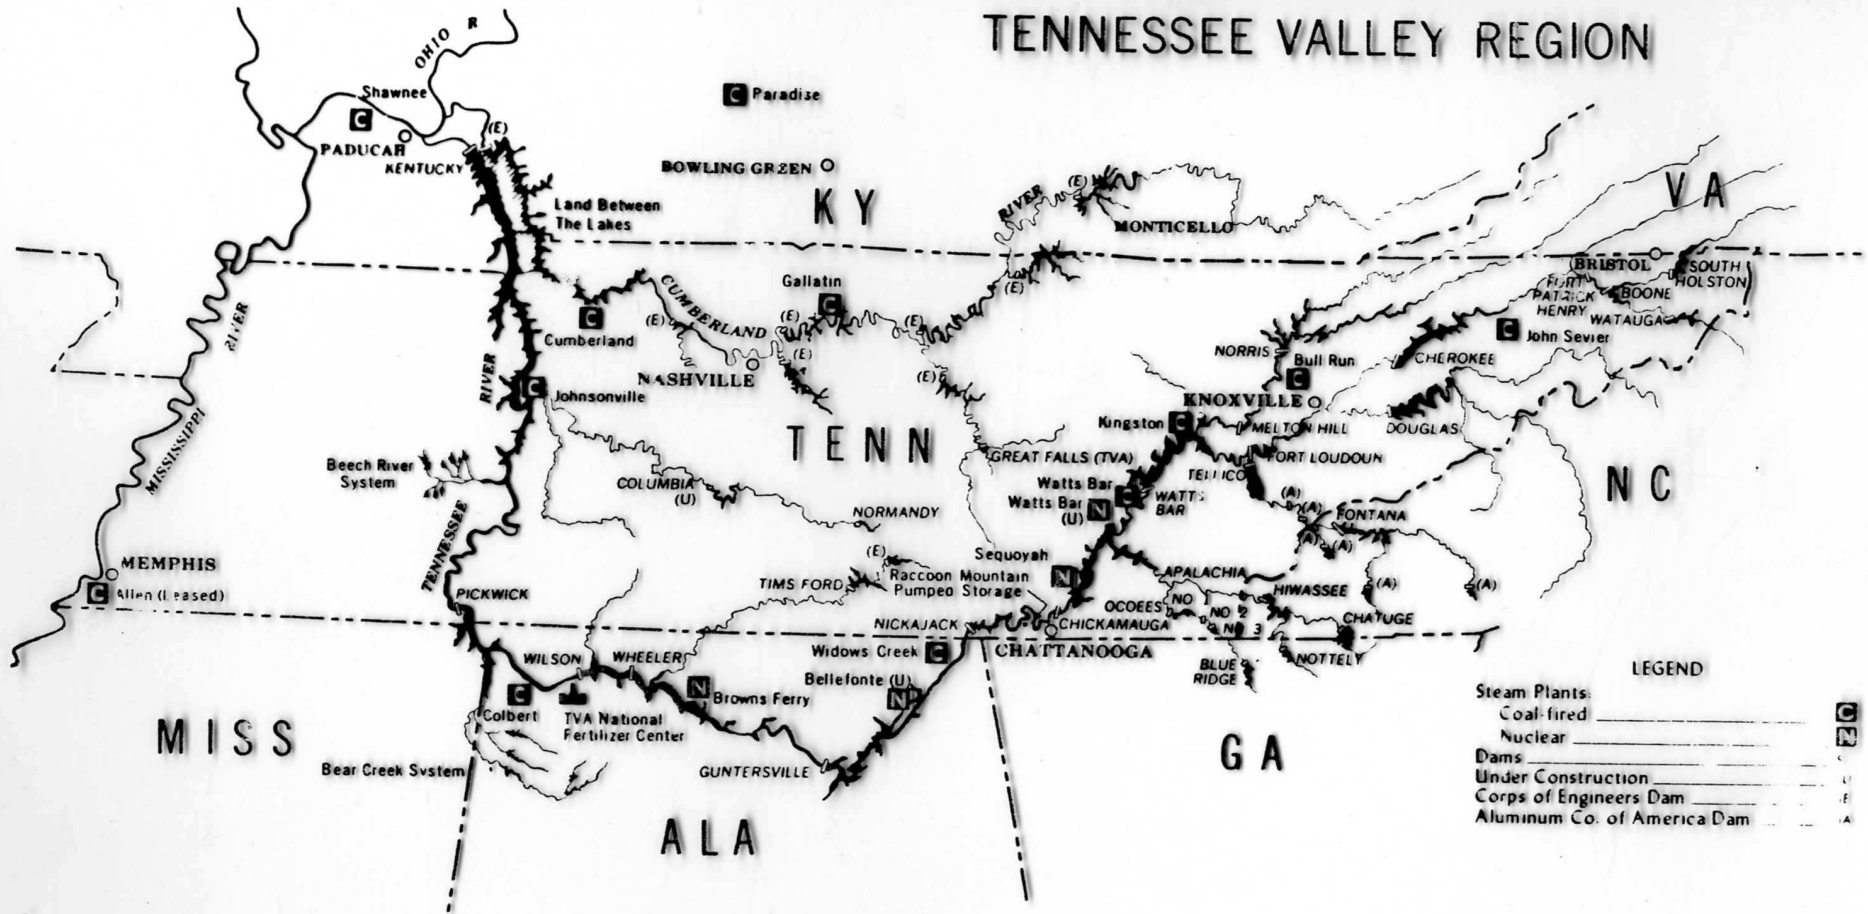 TENNESSEE VALLEY REGION
OHIO R
Shawnee
C
PADUCAH
KENTUCKY
(E)
C Paradise
BOWLING GREEN
KY
Land Between
The Lakes
RIVER
(E)
MONTICELLO
VA
BRISTOL
SOUTH
HOLSTON
FORT
PATRICK
HENRY
BOONE
WATAUGA
C John Sevier
MISSISSIPPI
RIVER
Gallatin
C
CUMBERLAND
(E)
(E)
(E)
(E)
(E)
(E)
C
Cumberland
NASHVILLE
RIVER
C
Johnsonville
NORRIS
Bull Run
C
CHEROKEE
KNOXVILLE
MELTON HILL
DOUGLAS
Kingston C
TENN
GREAT FALLS (TVA)
FORT LOUDOUN
TELLICO
NC
Beech River
System
COLUMBIA
(U)
NORMANDY
Watts Bar C
Watts Bar N
(U)
WATTS
BAR
(A)
(A)
FONTANA
(A)
(A)
(A)
(A)
TENNESSEE
MEMPHIS
C Allen (Leased)
PICKWICK
(E)
TIMS FORD
Sequoyah
N
Raccoon Mountain
Pumped Storage
APALACHIA
HIWASSEE
OCOEES
NO 1
NO 2
NO 3
CHATUGE
NICKAJACK
CHICKAMAUGA
CHATTANOOGA
NOTTELY
BLUE
RIDGE
Widows Creek C
WILSON
WHEELER
Bellefonte (U)
N
N
Browns Ferry
C
Colbert
TVA National
Fertilizer Center
MISS
Bear Creek System
GUNTERSVILLE
ALA
GA
LEGEND
Steam Plants:
Coal-fired C
Nuclear N
Dams
Under Construction U
Corps of Engineers Dam E
Aluminum Co. of America Dam A